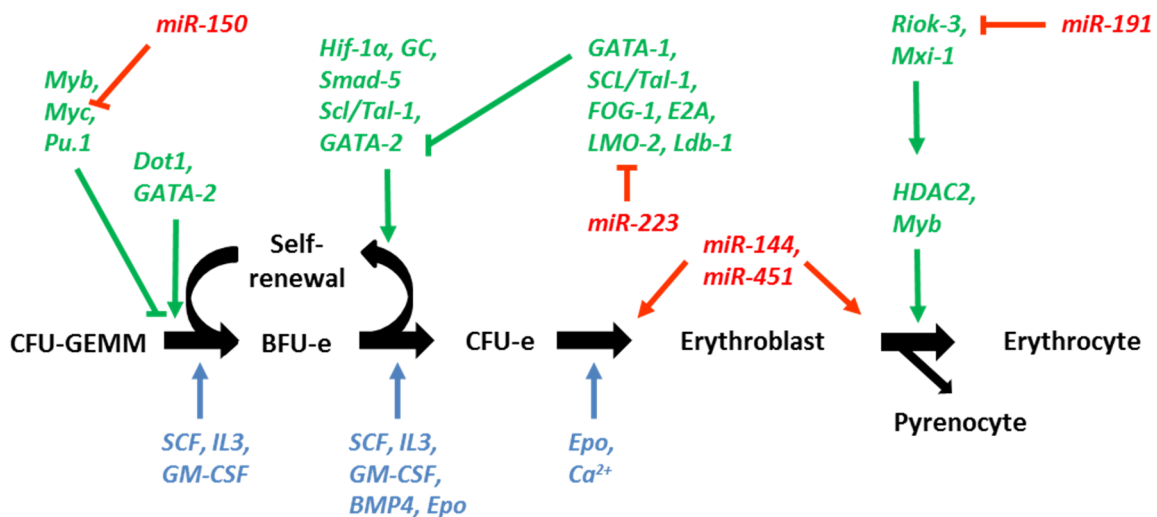 miR-150
Myb,
Myc,
Pu.1
Dot1,
GATA-2
Hif-1α, GC,
Smad-5
Scl/Tal-1,
GATA-2
GATA-1,
SCL/Tal-1,
FOG-1, E2A,
LMO-2, Ldb-1
miR-223
miR-144,
miR-451
Riok-3,
Mxi-1
miR-191
HDAC2,
Myb
Self-
renewal
CFU-GEMM
BFU-e
CFU-e
Erythroblast
Erythrocyte
Pyrenocyte
SCF, IL3,
GM-CSF
SCF, IL3,
GM-CSF,
BMP4, Epo
Epo,
Ca²⁺